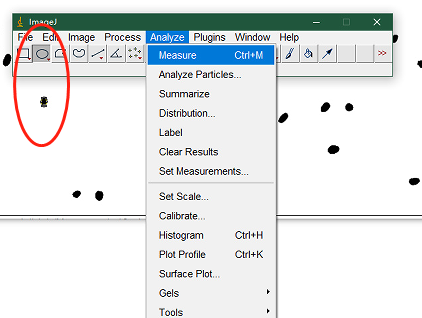 ImageJ
File Edit Image Process Analyze Plugins Window Help
>>
Measure Ctrl+M
Analyze Particles...
Summarize
Distribution...
Label
Clear Results
Set Measurements...
Set Scale...
Calibrate...
Histogram Ctrl+H
Plot Profile Ctrl+K
Surface Plot...
Gels
Tools